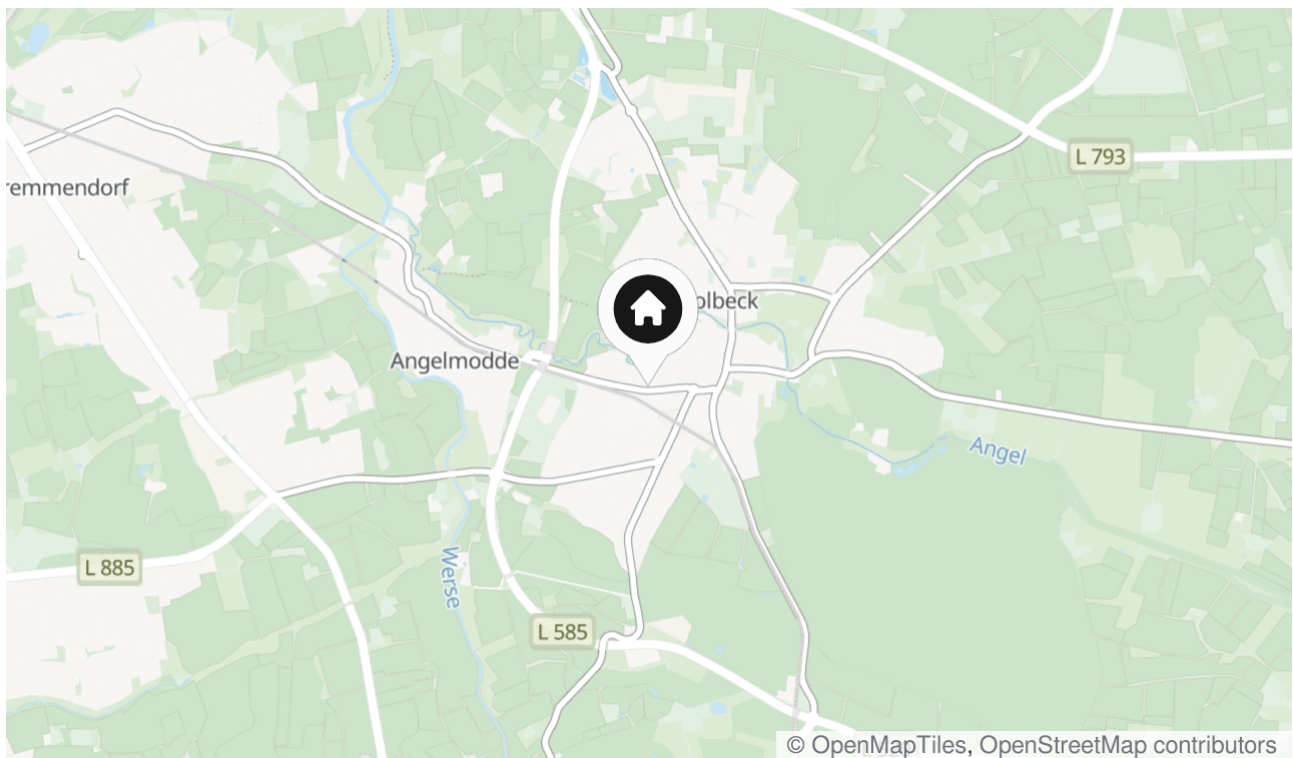 L 793
remmendorf
olbeck
Angelmodde
Angel
L 885
Werse
L 585
© OpenMapTiles, OpenStreetMap contributors